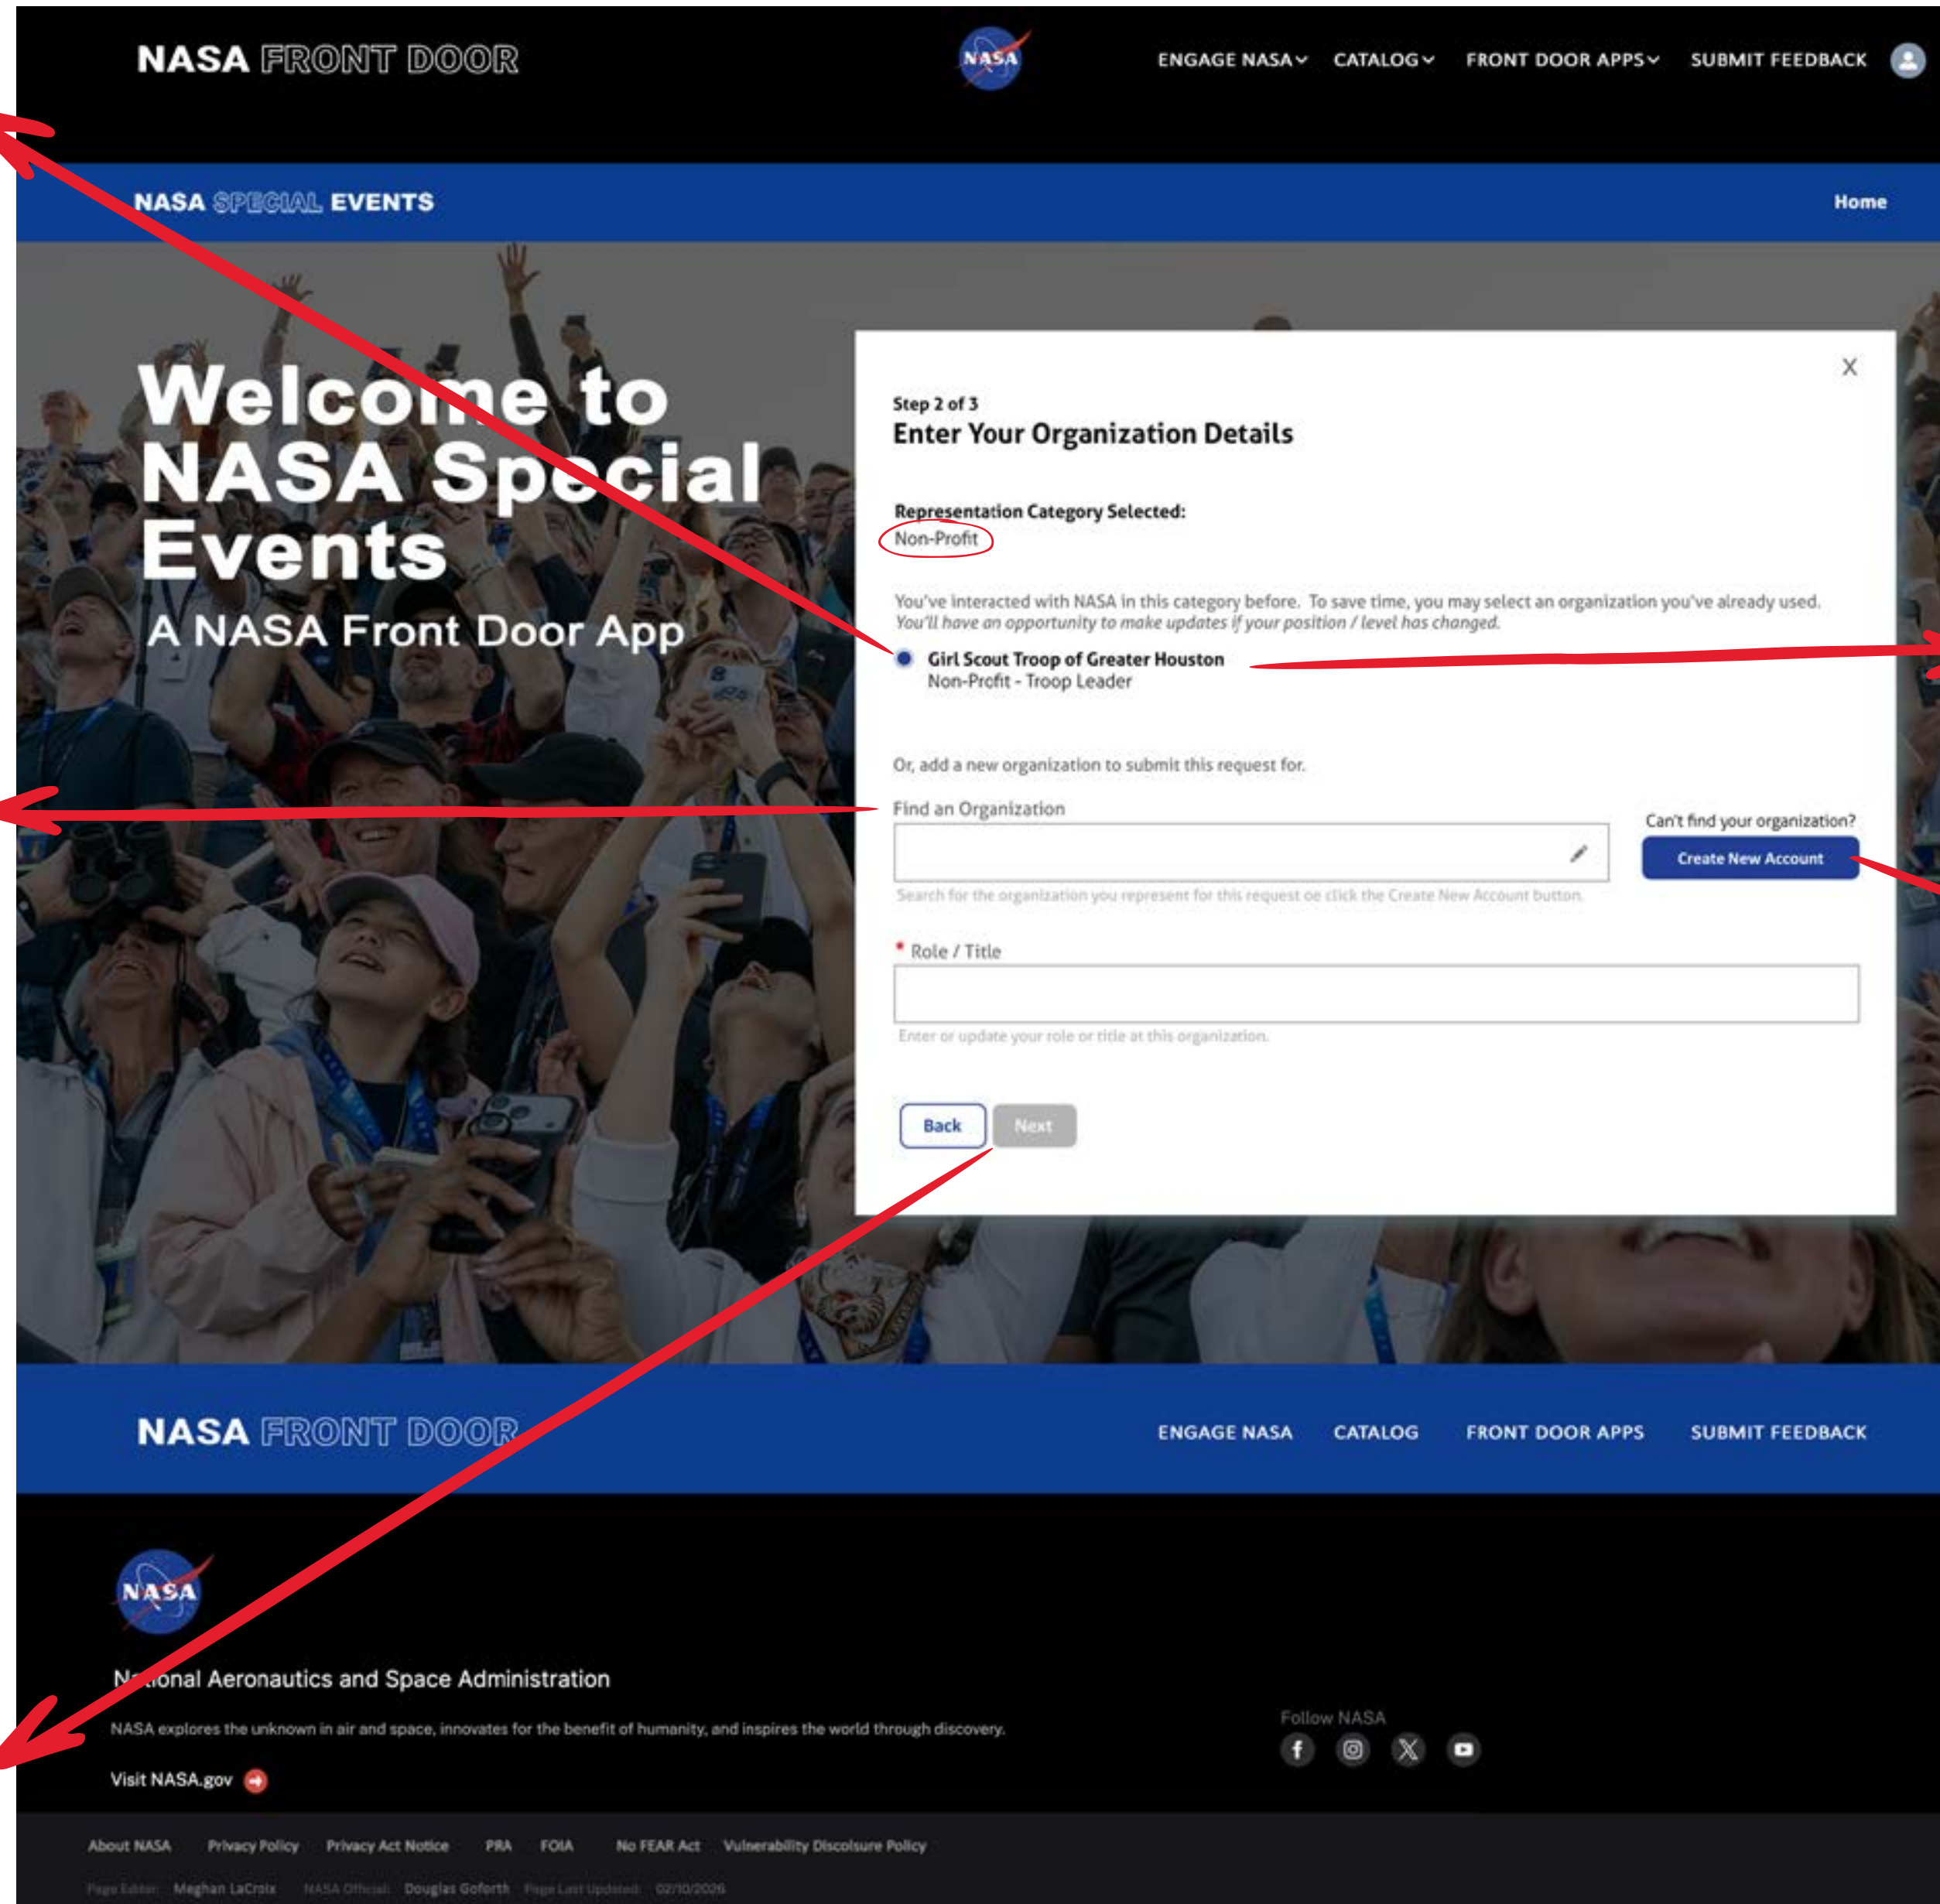 NASA FRONT DOOR
NASA
ENGAGE NASA
CATALOG
FRONT DOOR APPS
SUBMIT FEEDBACK
NASA SPECIAL EVENTS
Home
Welcome to
NASA Special
Events
A NASA Front Door App
X
Step 2 of 3
Enter Your Organization Details
Representation Category Selected:
Non-Profit
You've interacted with NASA in this category before. To save time, you may select an organization you've already used.
You'll have an opportunity to make updates if your position / level has changed.
Girl Scout Troop of Greater Houston
Non-Profit - Troop Leader
Or, add a new organization to submit this request for.
Find an Organization
Can't find your organization?
Create New Account
Search for the organization you represent for this request oe click the Create New Account button.
* Role / Title
Enter or update your role or title at this organization.
Back
Next
NASA FRONT DOOR
ENGAGE NASA
CATALOG
FRONT DOOR APPS
SUBMIT FEEDBACK
NASA
National Aeronautics and Space Administration
NASA explores the unknown in air and space, innovates for the benefit of humanity, and inspires the world through discovery.
Follow NASA
Visit NASA.gov
About NASA Privacy Policy Privacy Act Notice PRA FOIA No FEAR Act Vulnerability Discolsure Policy
Page Editor: Meghan LaCroix NASA Official: Douglas Goforth Page Last Updated: 02/10/2026